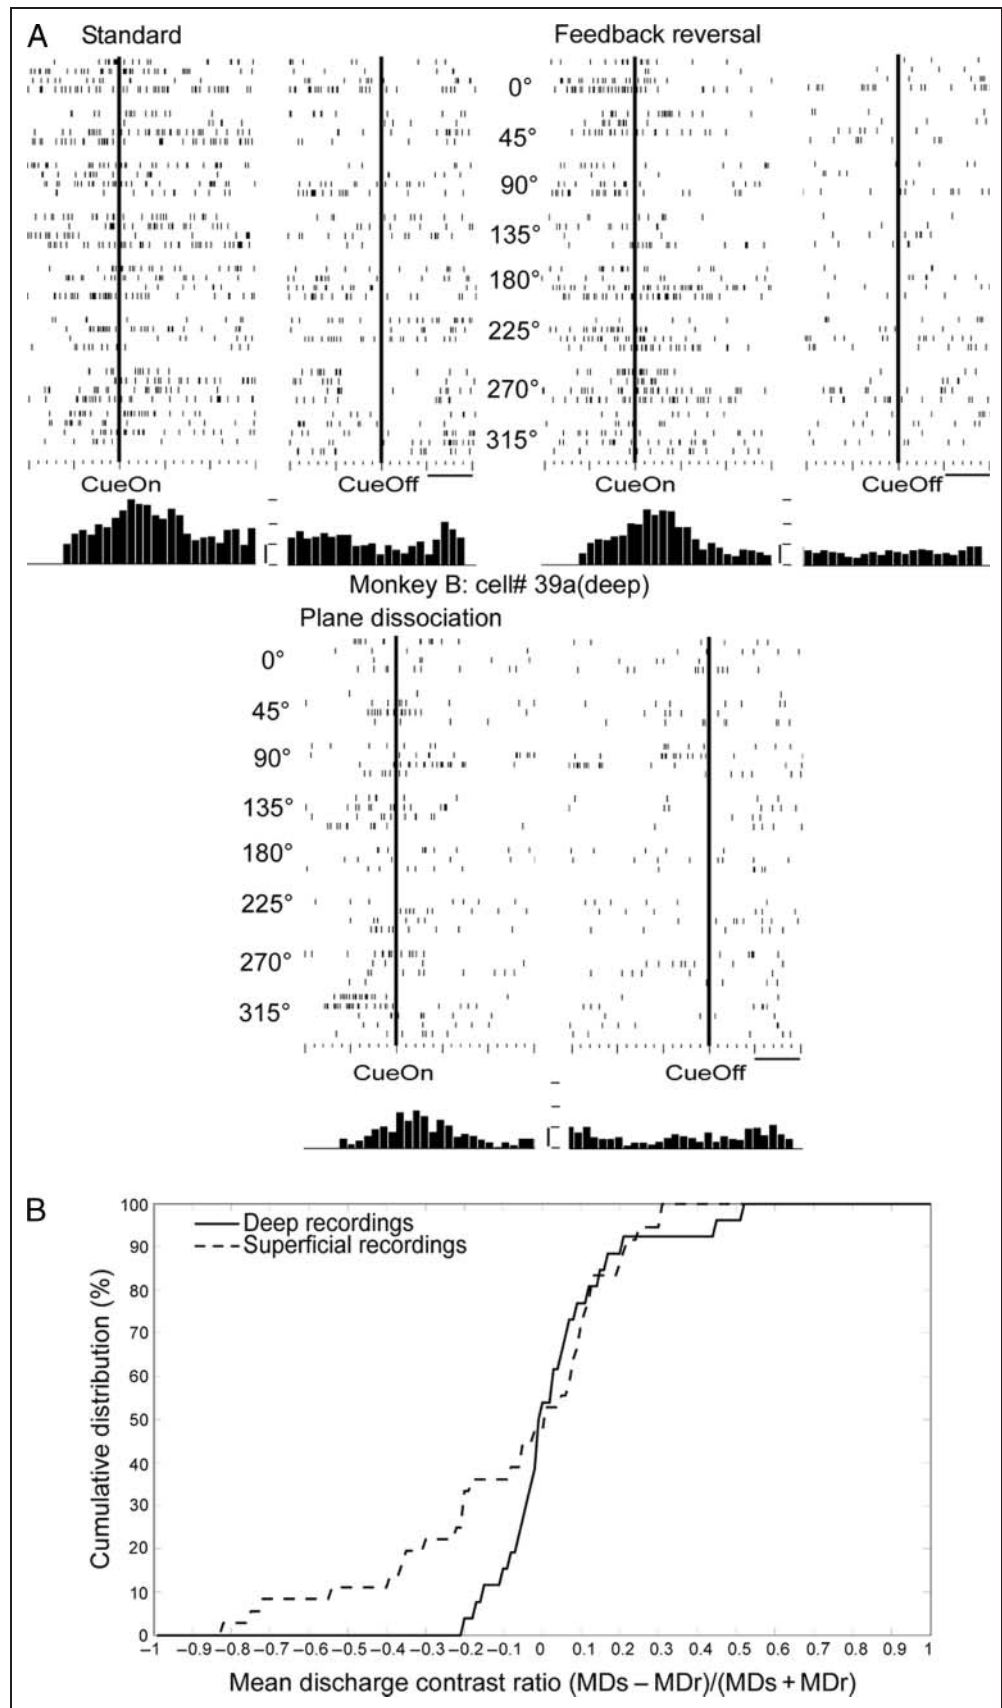 A
Standard
Feedback reversal
0°
45°
90°
135°
180°
225°
270°
315°
CueOn
CueOff
CueOn
CueOff
Monkey B: cell# 39a(deep)
Plane dissociation
0°
45°
90°
135°
180°
225°
270°
315°
CueOn
CueOff
B
Deep recordings
Superficial recordings
Cumulative distribution (%)
100
90
80
70
60
50
40
30
20
10
0
−1 −0.9 −0.8 −0.7 −0.6 −0.5 −0.4 −0.3 −0.2 −0.1 0 0.2 0.3 0.4 0.5 0.6 0.7 0.8 0.9 1
Mean discharge contrast ratio (MDs − MDr)/(MDs + MDr)